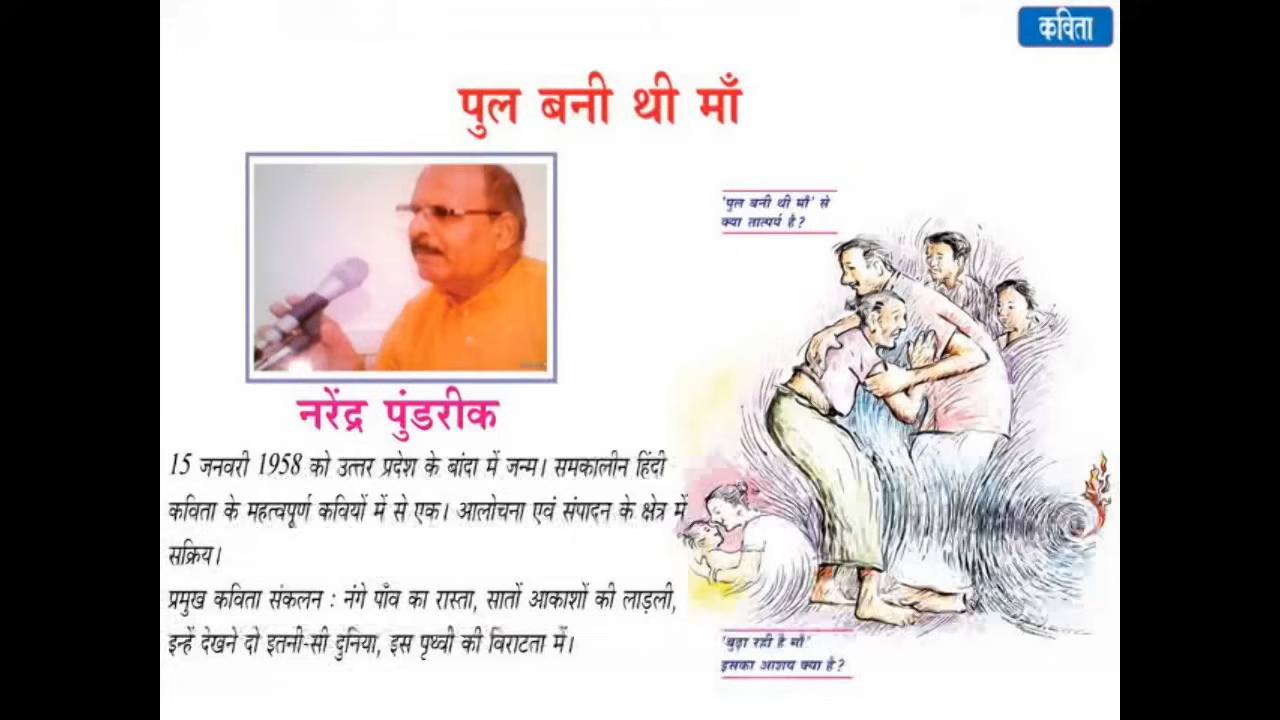 कविता
पुल बनी थी माँ
नरेंद्र पुंडरीक
15 जनवरी 1958 को उत्तर प्रदेश के बांदा में जन्म। समकालीन हिंदी
कविता के महत्वपूर्ण कवियों में से एक। आलोचना एवं संपादन के क्षेत्र में
सक्रिय।
प्रमुख कविता संकलन : नंगे पाँव का रास्ता, सातों आकाशों की लाड़ली,
इन्हें देखने दो इतनी-सी दुनिया, इस पृथ्वी की विराटता में।
'पुल बनी थी माँ' से
क्या तात्पर्य है?
'बुढ़ा रही है माँ'
इसका आशय क्या है?